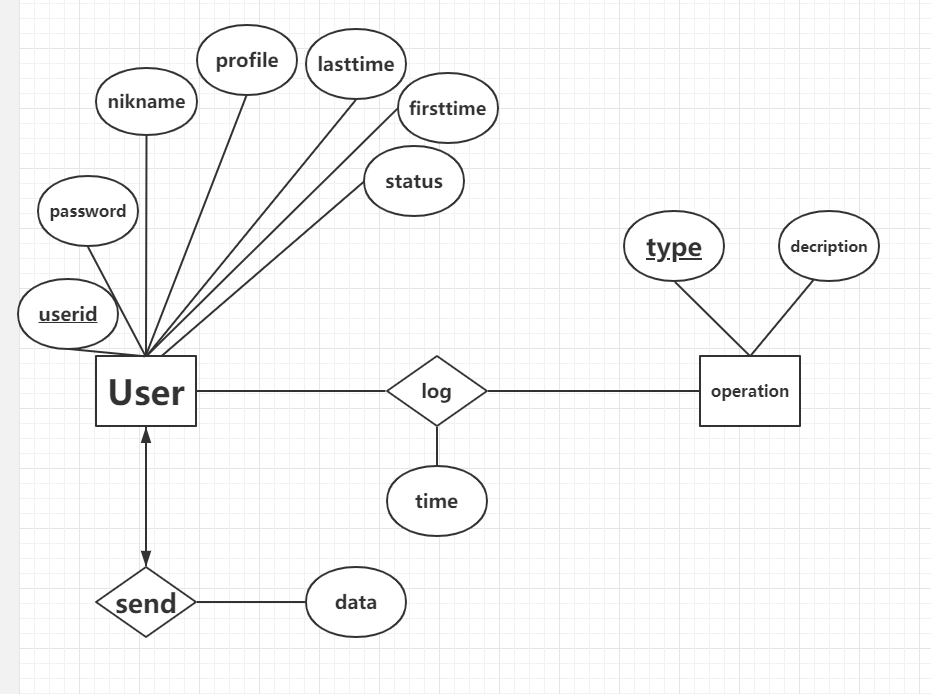 profile
lasttime
nikname
firsttime
status
password
type
decription
userid
User
log
operation
time
send
data